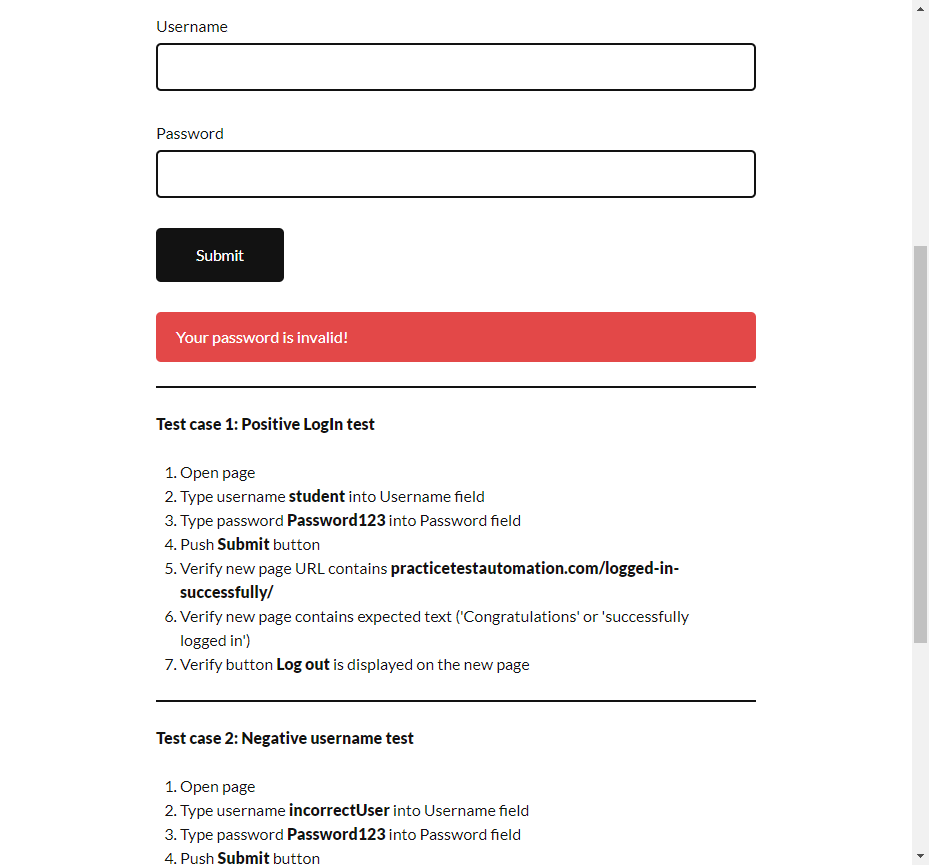 Username
Password
Submit
Your password is invalid!
Test case 1: Positive LogIn test
1. Open page
2. Type username student into Username field
3. Type password Password123 into Password field
4. Push Submit button
5. Verify new page URL contains practicetestautomation.com/logged-in-
successfully/
6. Verify new page contains expected text ('Congratulations' or 'successfully
logged in')
7. Verify button Log out is displayed on the new page
Test case 2: Negative username test
1. Open page
2. Type username incorrectUser into Username field
3. Type password Password123 into Password field
4. Push Submit button